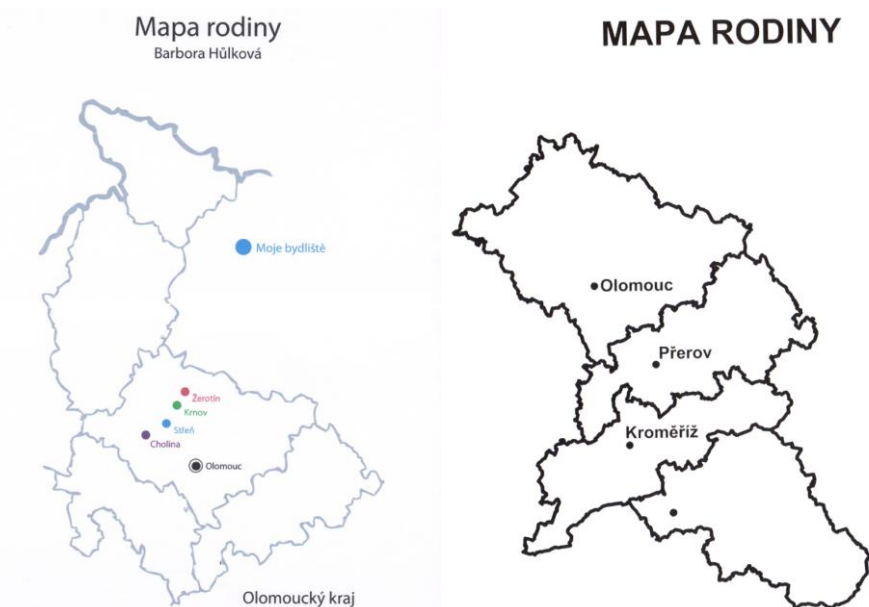 Mapa rodiny
Barbora Hůlková
Moje bydliště
Žerotín
Krnov
Střeň
Cholina
Olomouc
Olomoucký kraj
MAPA RODINY
Olomouc
Přerov
Kroměříž